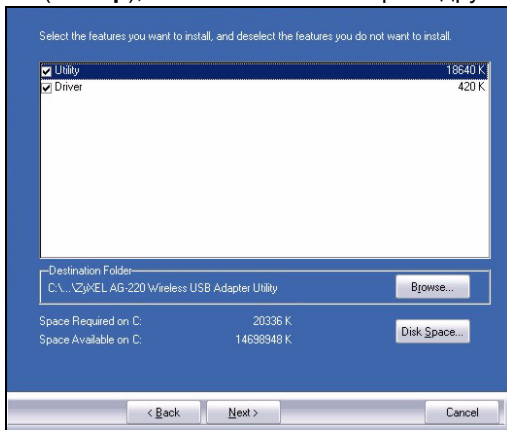 Select the features you want to install, and deselect the features you do not want to install.
Utility 18640 K
Driver 420 K
Destination Folder
C:\...\ZyXEL AG-220 Wireless USB Adapter Utility Browse...
Space Required on C: 20336 K
Space Available on C: 14698948 K
Disk Space...
< Back Next > Cancel